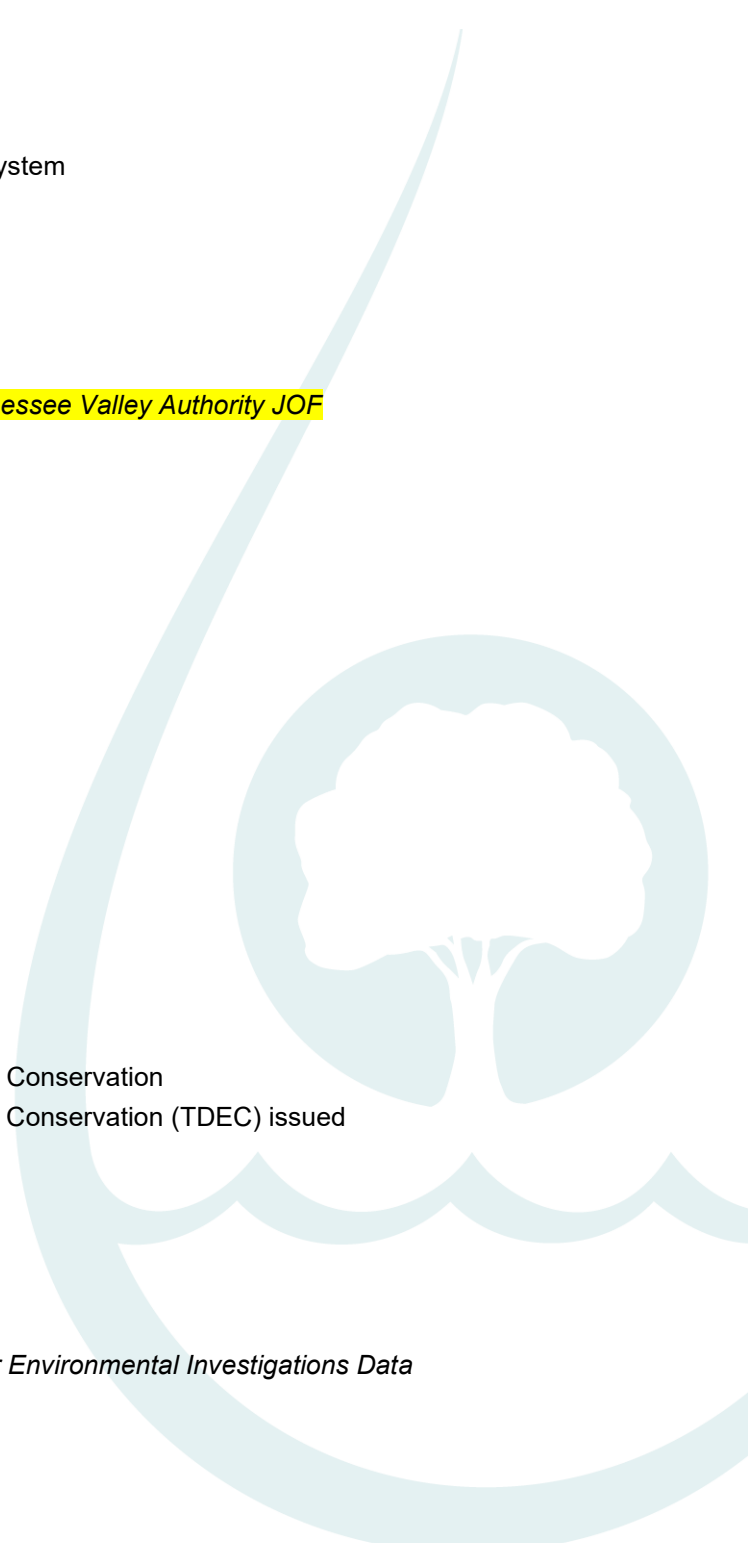 ystem
essee Valley Authority JOF
Conservation
Conservation (TDEC) issued
Environmental Investigations Data